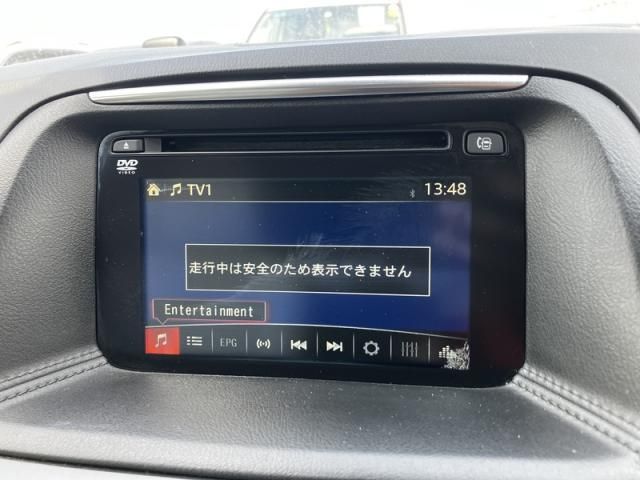 DVD
VIDEO
TV1
13:48
走行中は安全のため表示できません
Entertainment
EPG